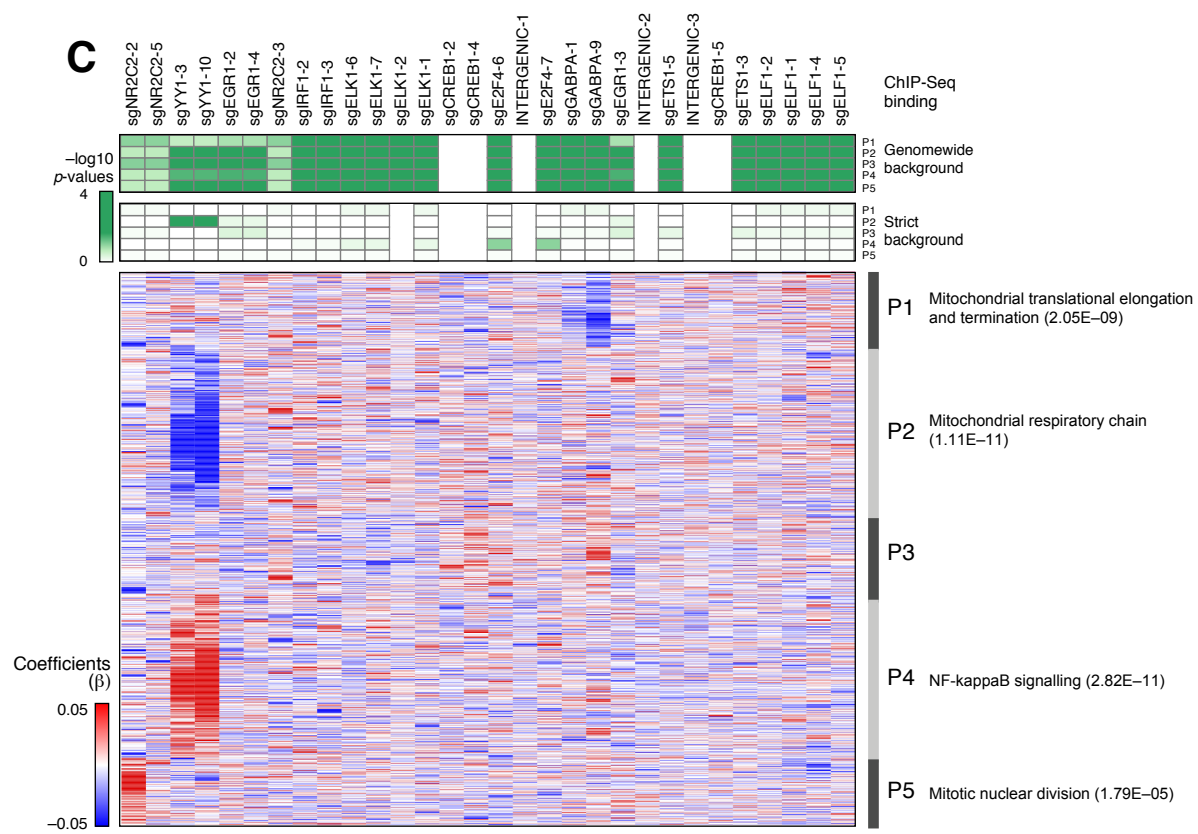 C
sgNR2C2-2
sgNR2C2-5
sgYY1-3
sgYY1-10
sgEGR1-2
sgEGR1-4
sgNR2C2-3
sgIRF1-2
sgIRF1-3
sgELK1-6
sgELK1-7
sgELK1-2
sgELK1-1
sgCREB1-2
sgCREB1-4
sgE2F4-6
INTERGENIC-1
sgE2F4-7
sgGABPA-1
sgGABPA-9
sgEGR1-3
INTERGENIC-2
sgETS1-5
INTERGENIC-3
sgCREB1-5
sgETS1-3
sgELF1-2
sgELF1-1
sgELF1-4
sgELF1-5
ChIP-Seq
binding
–log10
p-values
4
0
P1
P2
P3
P4
P5
Genomewide
background
P1
P2
P3
P4
P5
Strict
background
P1
Mitochondrial translational elongation
and termination (2.05E–09)
P2
Mitochondrial respiratory chain
(1.11E–11)
P3
P4
NF-kappaB signalling (2.82E–11)
P5
Mitotic nuclear division (1.79E–05)
Coefficients
(β)
0.05
–0.05